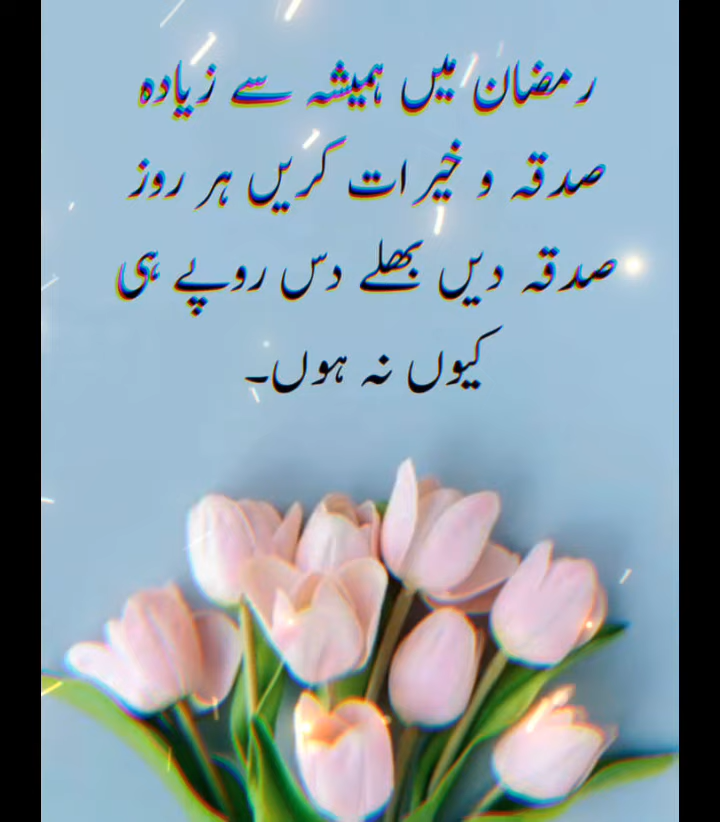 رمضان میں ہمیشہ سے زیادہ
صدقہ و خیرات کریں ہر روز
صدقہ دیں بھلے دس روپے ہی
کیوں نہ ہوں۔